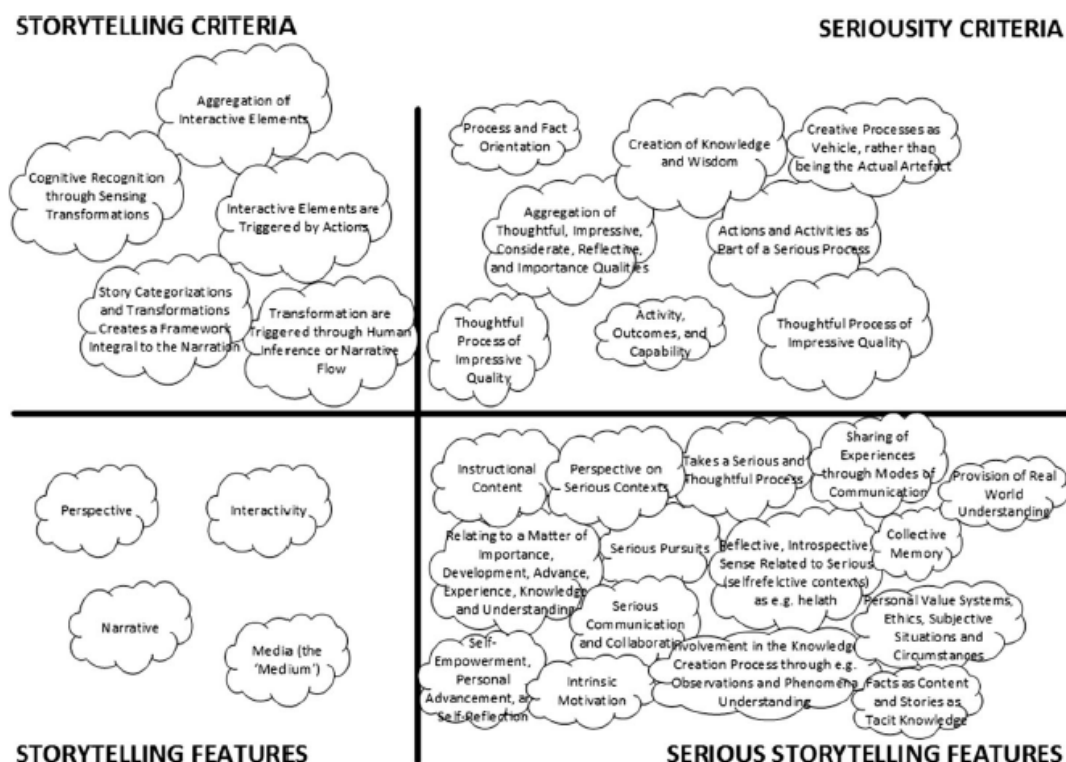 STORYTELLING CRITERIA
SERIOUSITY CRITERIA
Aggregation of
Interactive Elements
Cognitive Recognition
through Sensing
Transformations
Interactive Elements are
Triggered by Actions
Story Categorizations
and Transformations
Creates a Framework
Integral to the Narration
Transformation are
Triggered through Human
Inference or Narrative
Flow
Process and Fact
Orientation
Creation of Knowledge
and Wisdom
Creative Processes as
Vehicle, rather than
being the Actual Artefact
Aggregation of
Thoughtful, Impressive,
Considerate, Reflective,
and Importance Qualities
Actions and Activities as
Part of a Serious Process
Thoughtful
Process of
Impressive
Quality
Activity,
Outcomes, and
Capability
Thoughtful Process of
Impressive Quality
Perspective
Interactivity
Narrative
Media (the
'Medium')
Instructional
Content
Perspective on
Serious Contexts
Takes a Serious and
Thoughtful Process
Sharing of
Experiences
through Modes of
Communication
Provision of Real
World
Understanding
Relating to a Matter of
Importance,
Development, Advance,
Experience, Knowledge
and Understanding
Serious Pursuits
Reflective, Introspective,
Sense Related to Serious
(selfrefelctive contexts)
as e.g. helath
Collective
Memory
Serious
Communication
and Collaboratio
Personal Value Systems,
Ethics, Subjective
Situations and
Circumstances
Self-
Empowerment,
Personal
Advancement, a
Self-Reflection
Intrinsic
Motivation
Involvement in the Knowledge
Creation Process through e.g.
Observations and Phenomena
Understanding
Facts as Content
and Stories as
Tacit Knowledge
STORYTELLING FEATURES
SERIOUS STORYTELLING FEATURES